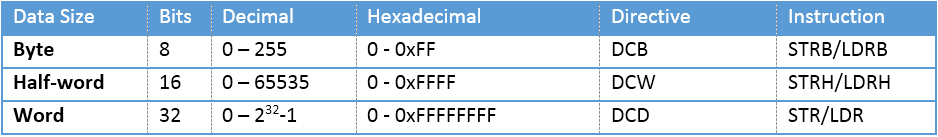 Data Size Bits Decimal Hexadecimal Directive Instruction
Byte 8 0 – 255 0 - 0xFF DCB STRB/LDRB
Half-word 16 0 – 65535 0 - 0xFFFF DCW STRH/LDRH
Word 32 0 – 2³²-1 0 - 0xFFFFFFFF DCD STR/LDR